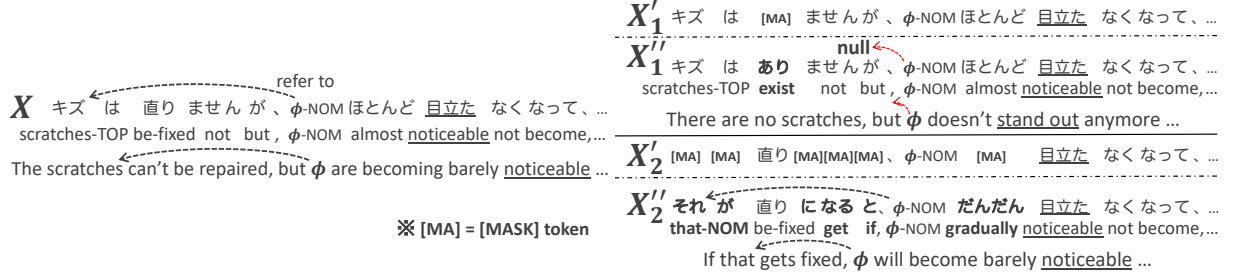 refer to
X キズ は 直り ませ ん が 、 ϕ-NOM ほとんど 目立た なく なって 、 ...
scratches-TOP be-fixed not but , ϕ-NOM almost noticeable not become, ...
The scratches can't be repaired, but ϕ are becoming barely noticeable ...
※ [MA] = [MASK] token
X′1 キズ は [MA] ませ ん が 、 ϕ-NOM ほとんど 目立た なく なって 、 ...
null
X′′1 キズ は あり ませ ん が 、 ϕ-NOM ほとんど 目立た なく なって 、 ...
scratches-TOP exist not but , ϕ-NOM almost noticeable not become, ...
There are no scratches, but ϕ doesn't stand out anymore ...
X′2 [MA] [MA] 直り [MA][MA][MA] 、 ϕ-NOM [MA] 目立た なく なって 、 ...
X′′2 それ が 直り に なる と、 ϕ-NOM だんだん 目立た なく なって 、 ...
that-NOM be-fixed get if, ϕ-NOM gradually noticeable not become, ...
If that gets fixed, ϕ will become barely noticeable ...